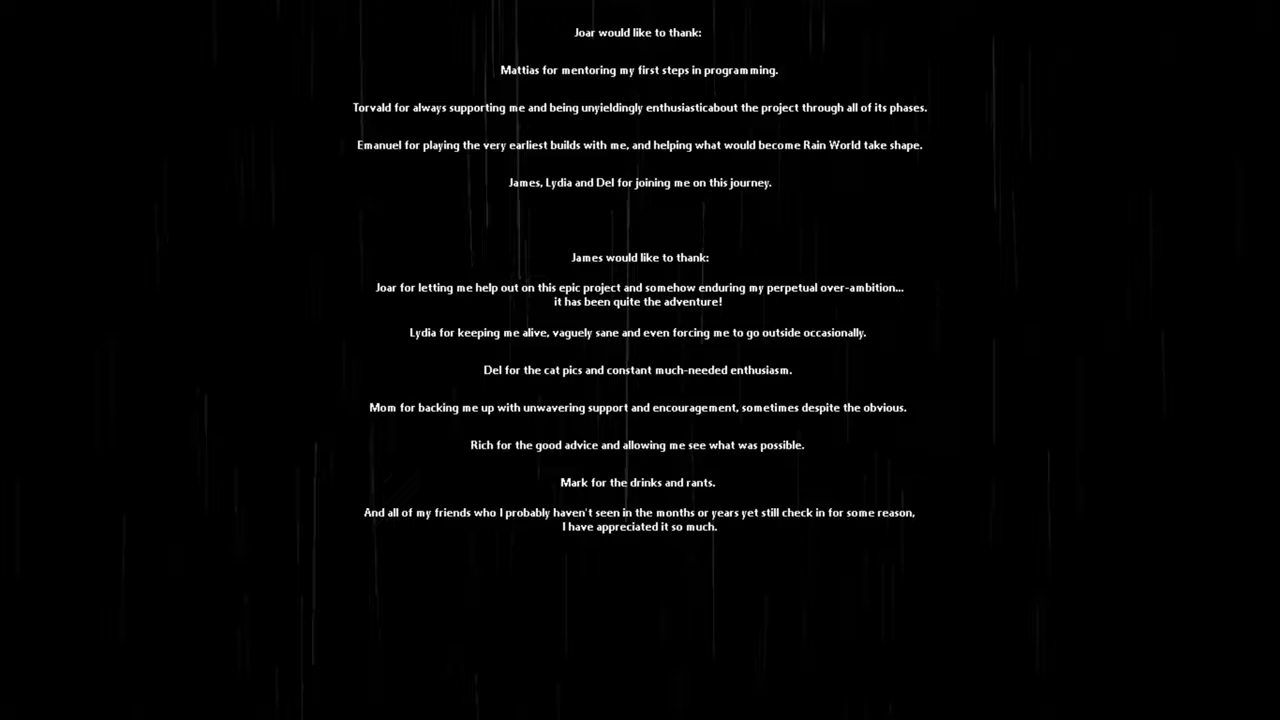 Joar would like to thank:
Mattias for mentoring my first steps in programming.
Torvald for always supporting me and being unyieldingly enthusiasticabout the project through all of its phases.
Emanuel for playing the very earliest builds with me, and helping what would become Rain World take shape.
James, Lydia and Del for joining me on this journey.
James would like to thank:
Joar for letting me help out on this epic project and somehow enduring my perpetual over-ambition...
it has been quite the adventure!
Lydia for keeping me alive, vaguely sane and even forcing me to go outside occasionally.
Del for the cat pics and constant much-needed enthusiasm.
Mom for backing me up with unwavering support and encouragement, sometimes despite the obvious.
Rich for the good advice and allowing me see what was possible.
Mark for the drinks and rants.
And all of my friends who I probably haven't seen in the months or years yet still check in for some reason,
I have appreciated it so much.